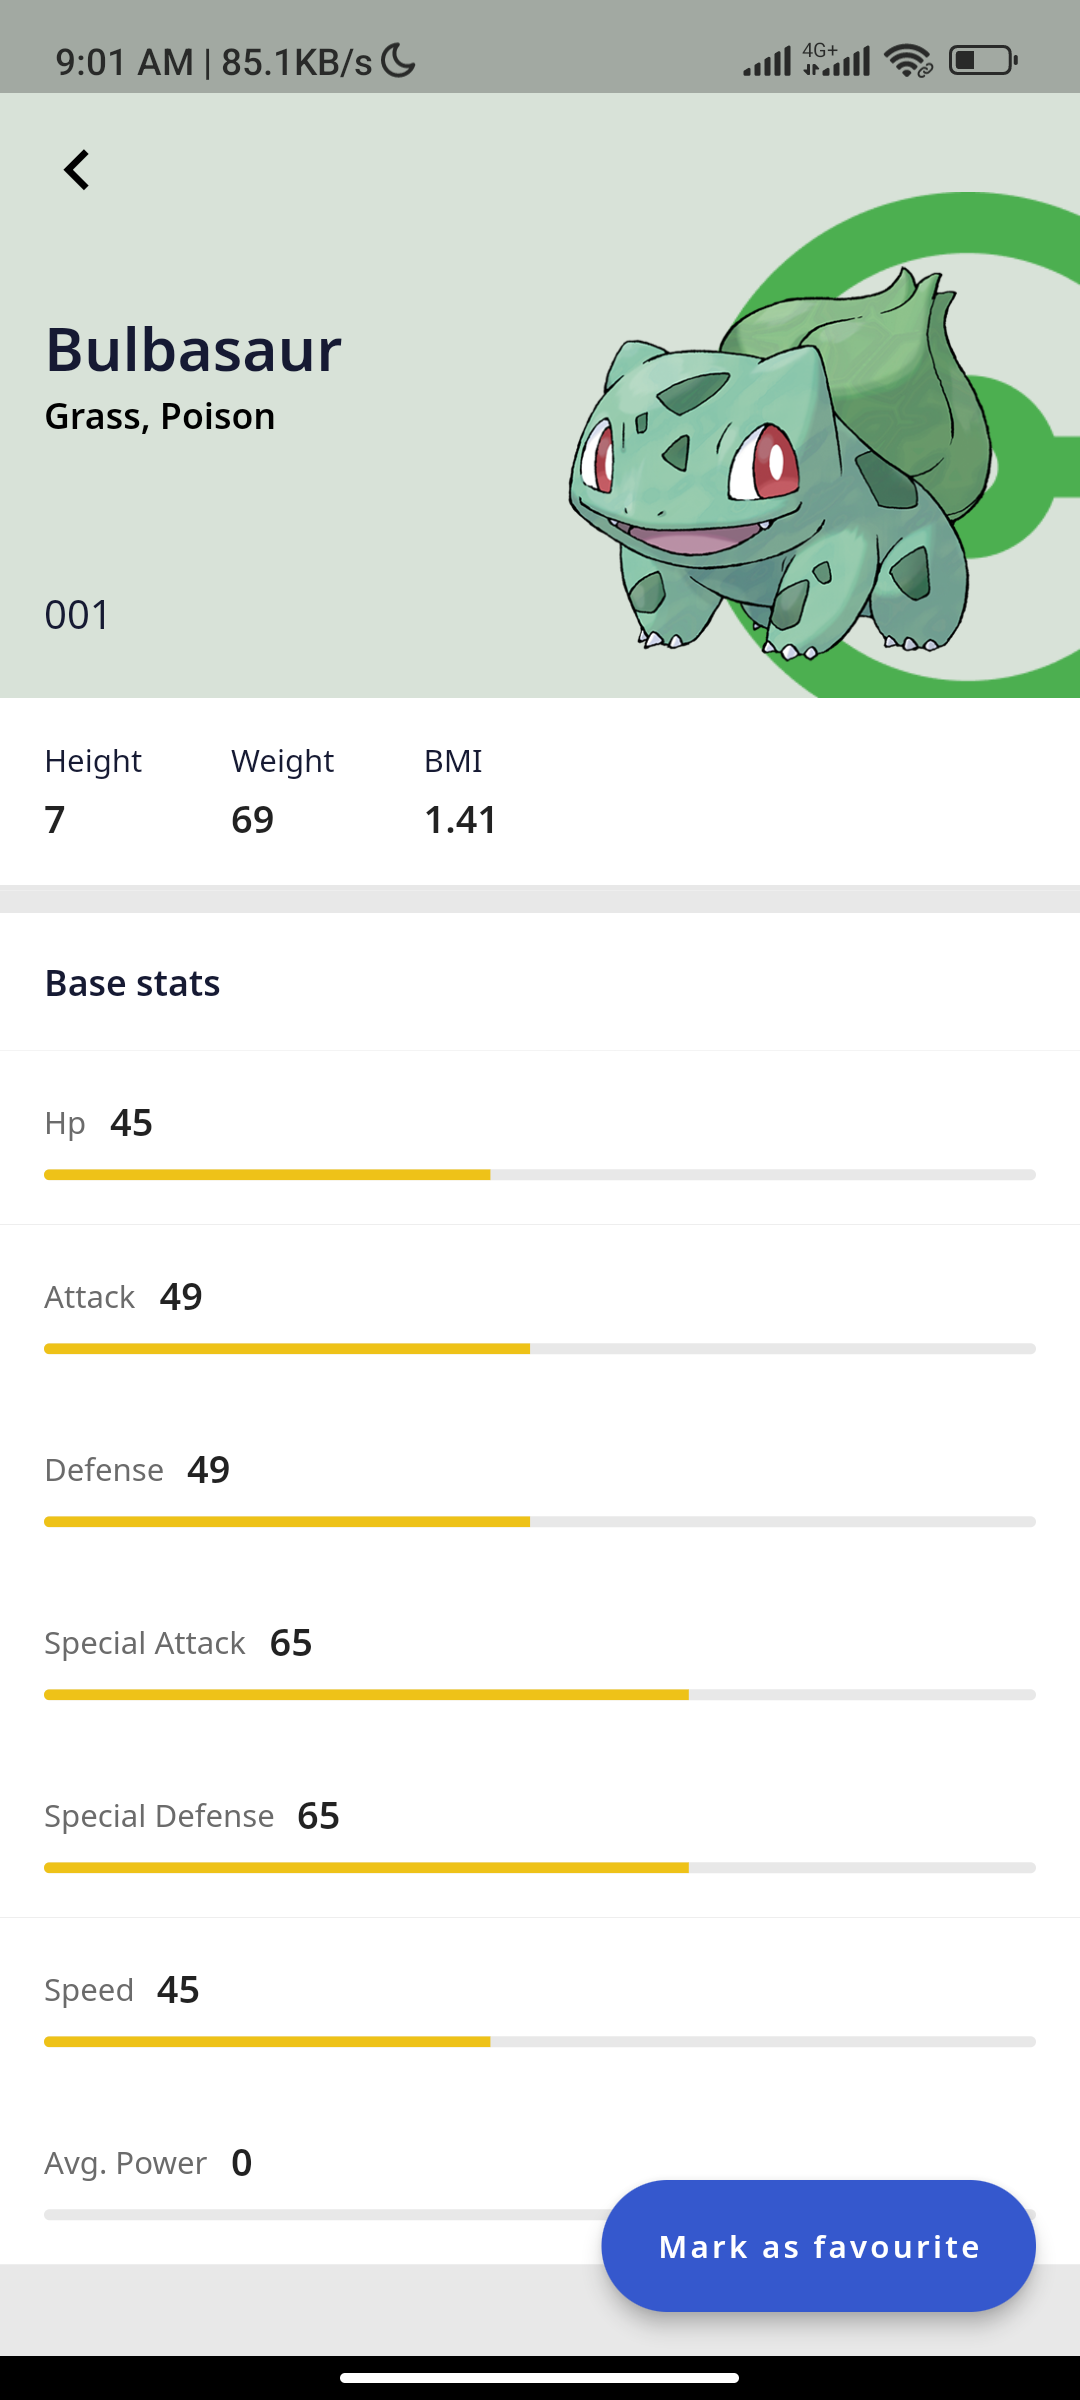 9:01 AM | 85.1KB/s
4G+
Bulbasaur
Grass, Poison
001
Height Weight BMI
7 69 1.41
Base stats
Hp 45
Attack 49
Defense 49
Special Attack 65
Special Defense 65
Speed 45
Avg. Power 0
Mark as favourite